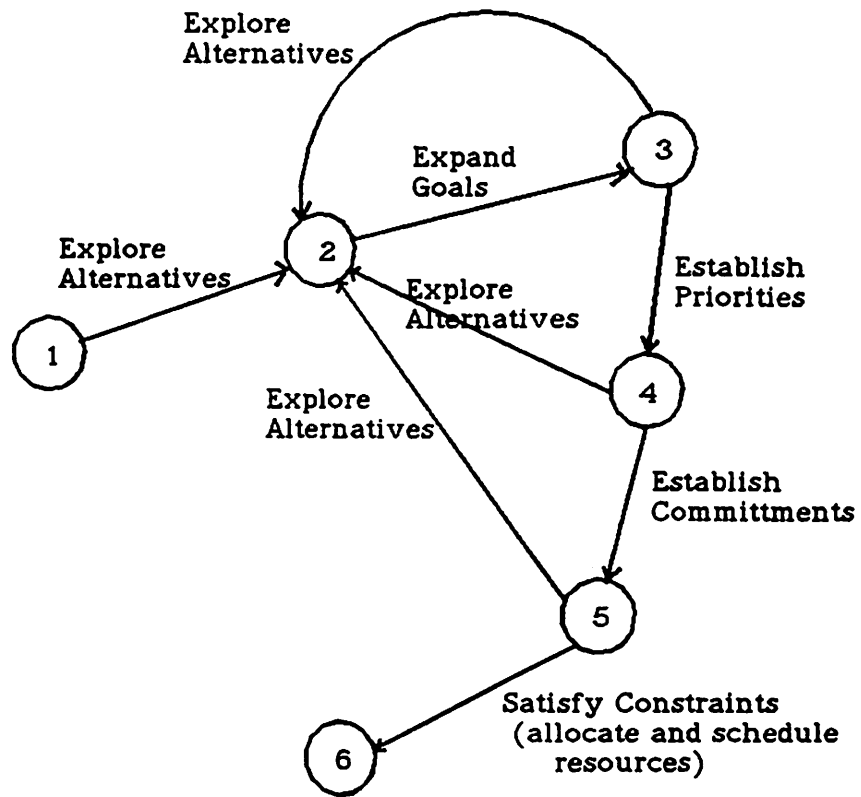 Explore
Alternatives
3
Expand
Goals
2
Explore
Alternatives
Establish
Priorities
Explore
Alternatives
1
4
Explore
Alternatives
Establish
Committments
5
Satisfy Constraints
(allocate and schedule
resources)
6